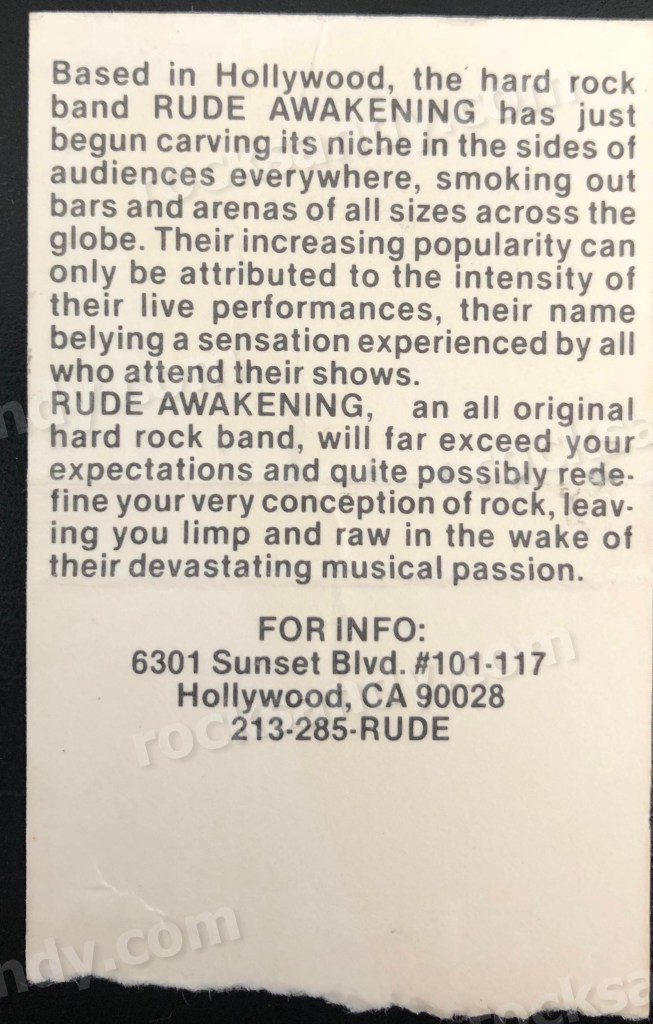 Based in Hollywood, the hard rock
band RUDE AWAKENING has just
begun carving its niche in the sides of
audiences everywhere, smoking out
bars and arenas of all sizes across the
globe. Their increasing popularity can
only be attributed to the intensity of
their live performances, their name
belying a sensation experienced by all
who attend their shows.
RUDE AWAKENING, an all original
hard rock band, will far exceed your
expectations and quite possibly rede-
fine your very conception of rock, leav-
ing you limp and raw in the wake of
their devastating musical passion.
FOR INFO:
6301 Sunset Blvd. #101-117
Hollywood, CA 90028
213-285-RUDE
rocksandy.com
ndy.com
rocksa